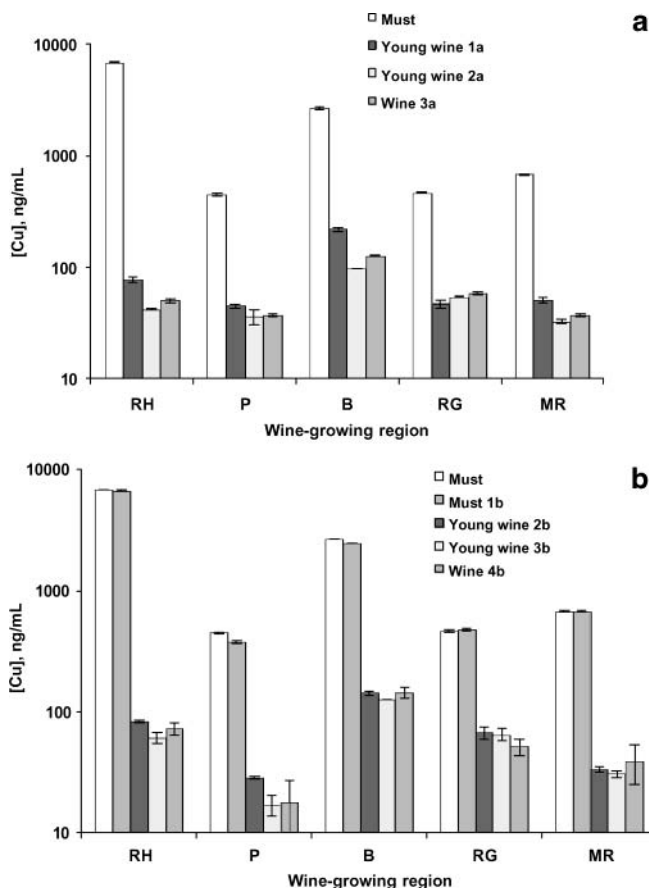 a
Must
Young wine 1a
Young wine 2a
Wine 3a
10000
1000
100
10
[Cu], ng/mL
RH P B RG MR
Wine-growing region
b
Must
Must 1b
Young wine 2b
Young wine 3b
Wine 4b
10000
1000
100
10
[Cu], ng/mL
RH P B RG MR
Wine-growing region